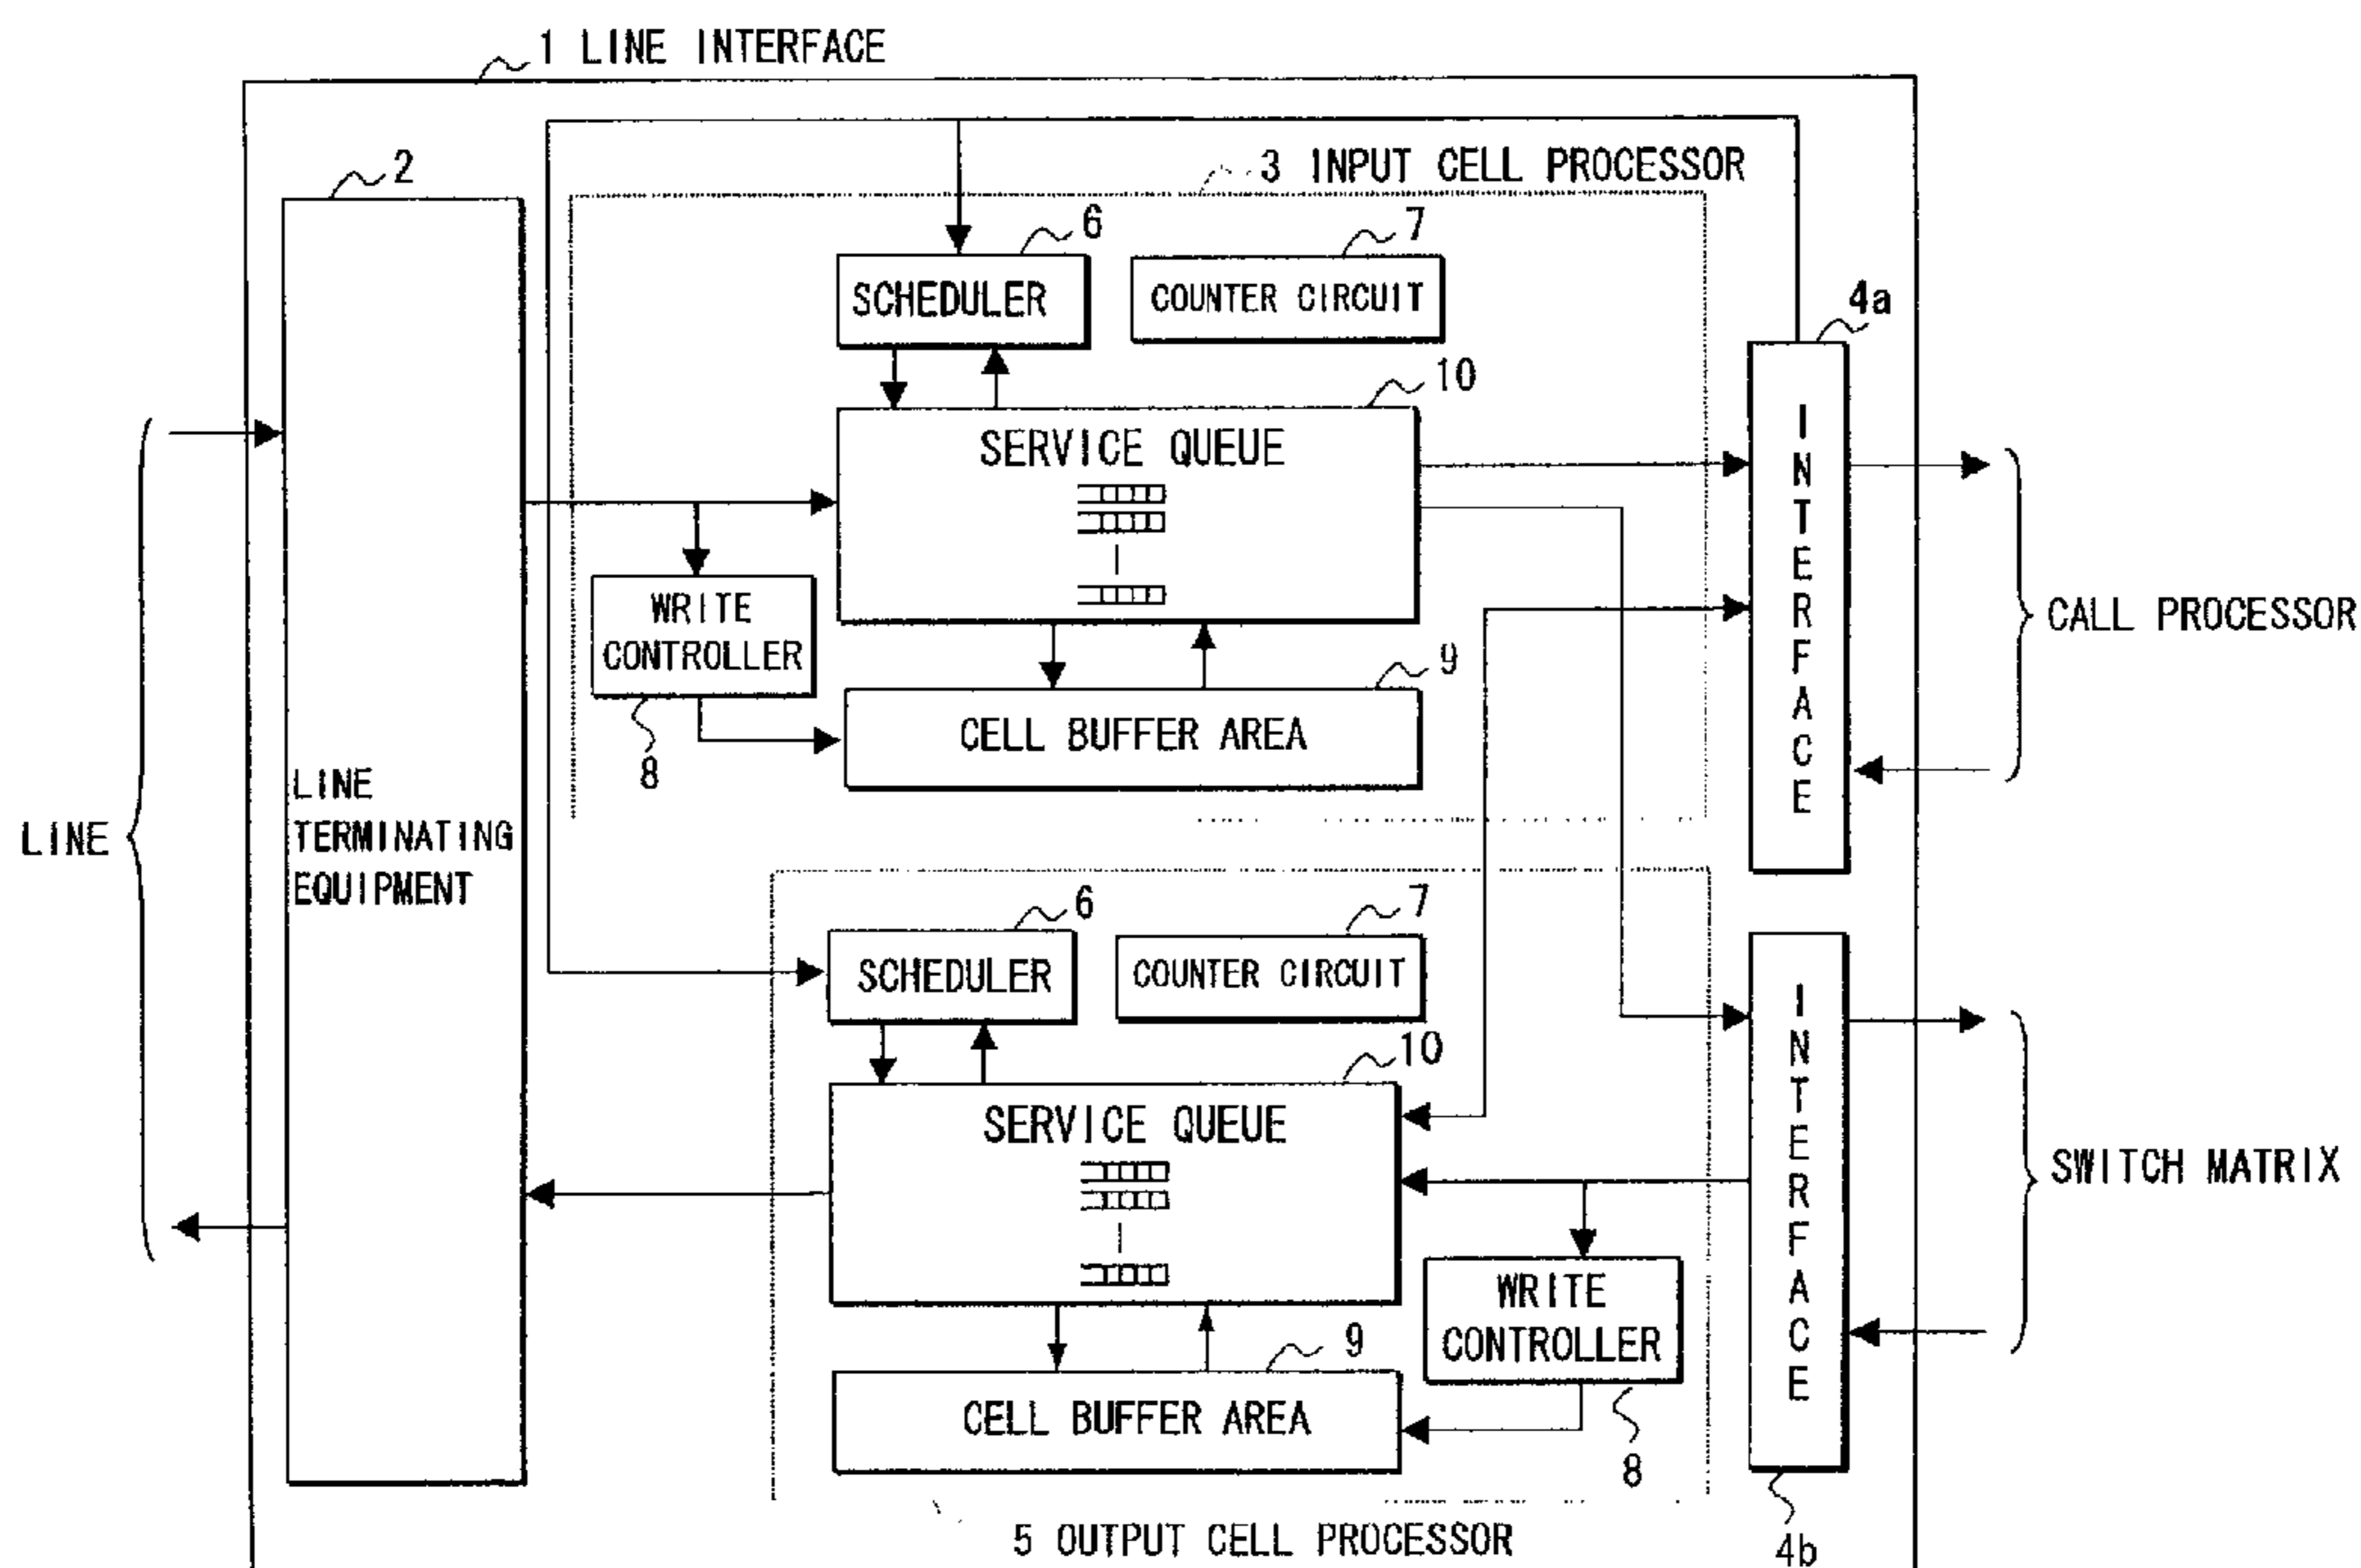 1 LINE INTERFACE
2
3 INPUT CELL PROCESSOR
6
7
SCHEDULER
COUNTER CIRCUIT
4a
10
SERVICE QUEUE
INTERFACE
WRITE
CONTROLLER
8
9
CELL BUFFER AREA
CALL PROCESSOR
LINE
LINE
TERMINATING
EQUIPMENT
6
7
SCHEDULER
COUNTER CIRCUIT
10
SERVICE QUEUE
INTERFACE
SWITCH MATRIX
WRITE
CONTROLLER
9
CELL BUFFER AREA
8
5 OUTPUT CELL PROCESSOR
4b